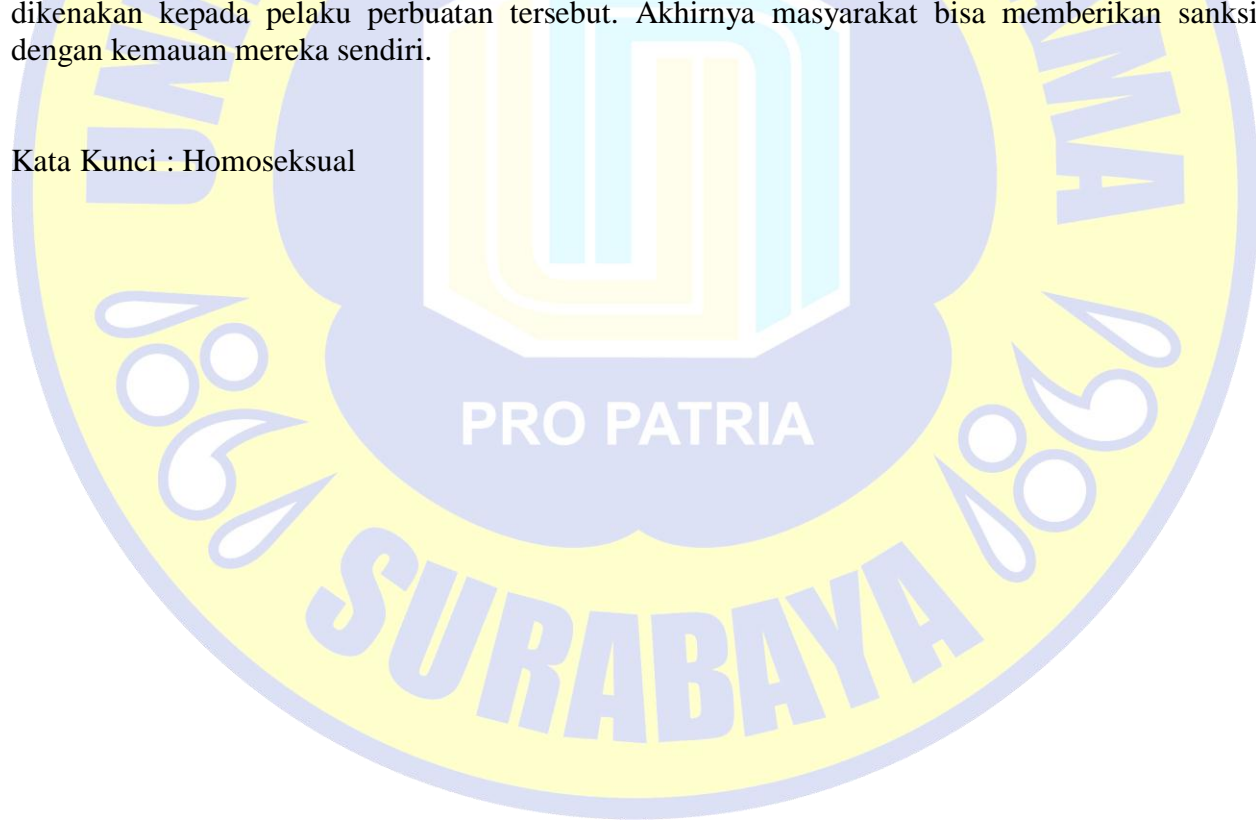 dikenakan kepada pelaku perbuatan tersebut. Akhirnya masyarakat bisa memberikan sanksi
dengan kemauan mereka sendiri.
Kata Kunci : Homoseksual
PRO PATRIA
SURABAYA